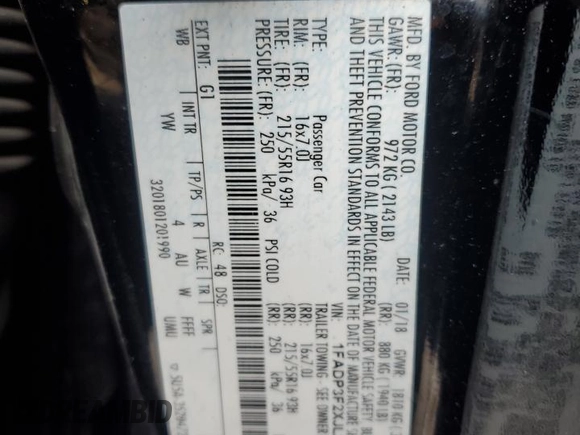 MFD. BY FORD MOTOR CO.
DATE: 01/18 GVWR: 1810 KG
GAWR: (FR): 972 KG ( 2143 LB) (RR): 880 KG ( 1940 LB)
THIS VEHICLE CONFORMS TO ALL APPLICABLE FEDERAL MOTOR VEHICLE SAFETY
AND THEFT PREVENTION STANDARDS IN EFFECT ON THE DATE OF MANUFACTURE
VIN: 1FADP3F2XJL
TYPE: Passenger Car
TRAILER TOWING - SEE OWNER
RIM: (FR): 16x7.0J (RR): 16x7.0J
TIRE: (FR): 215/55R16 93H (RR): 215/55R16 93H
PRESSURE: (FR): 250 kPa/ 36 PSI COLD (RR): 250 kPa/ 36
EXT PNT: G1 RC: 48 DSO:
WB INT TR TP/PS R AXLE TR SPR
YW 4 AU W FFFF UMU
320180120!990